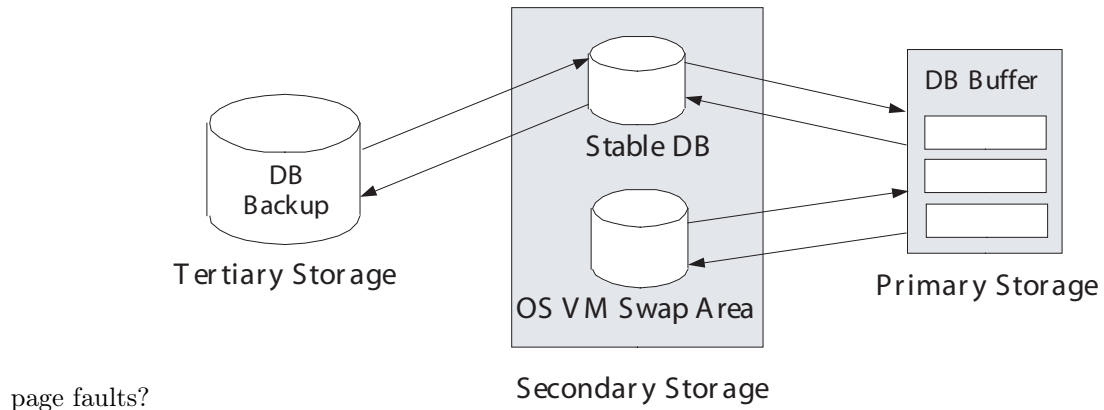 DB Buffer
Stable DB
DB
Backup
Tertiary Storage
OS VM Swap Area
Primary Storage
Secondary Storage
page faults?